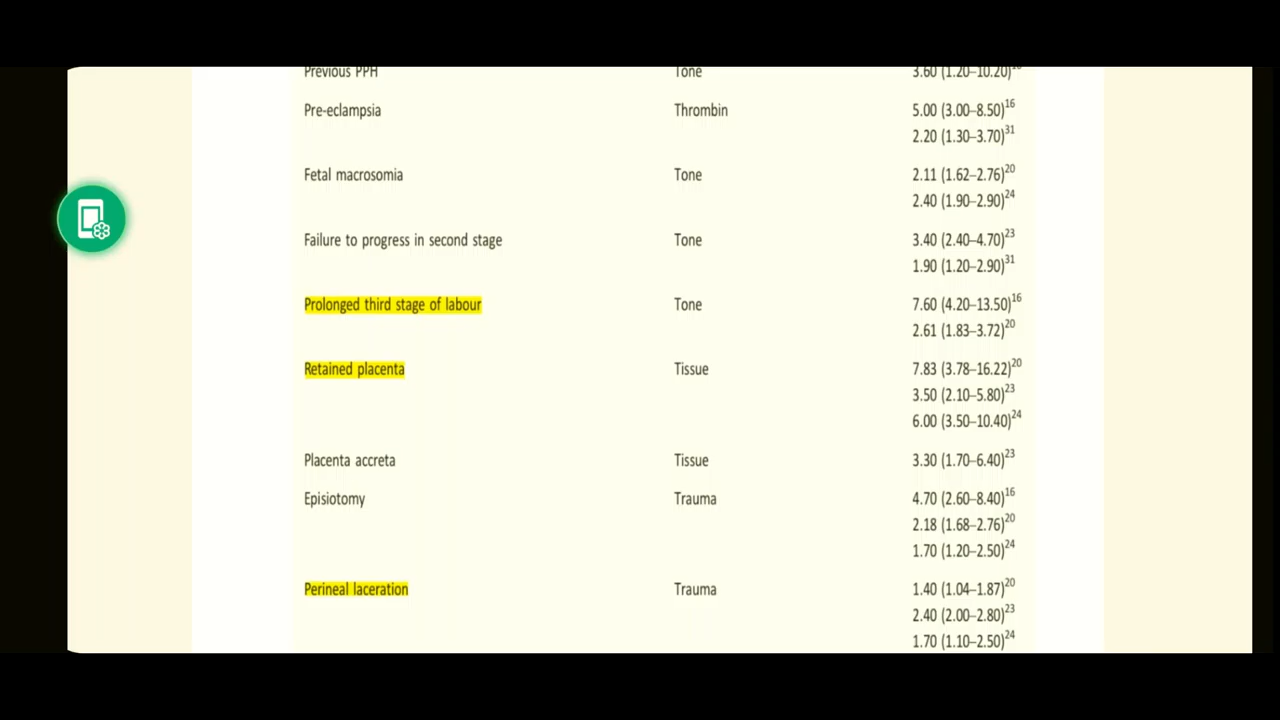 Previous PPH Tone 3.60 (1.20–10.20)
Pre-eclampsia Thrombin 5.00 (3.00–8.50)16
2.20 (1.30–3.70)31
Fetal macrosomia Tone 2.11 (1.62–2.76)20
2.40 (1.90–2.90)24
Failure to progress in second stage Tone 3.40 (2.40–4.70)23
1.90 (1.20–2.90)31
Prolonged third stage of labour Tone 7.60 (4.20–13.50)16
2.61 (1.83–3.72)20
Retained placenta Tissue 7.83 (3.78–16.22)20
3.50 (2.10–5.80)23
6.00 (3.50–10.40)24
Placenta accreta Tissue 3.30 (1.70–6.40)23
Episiotomy Trauma 4.70 (2.60–8.40)16
2.18 (1.68–2.76)20
1.70 (1.20–2.50)24
Perineal laceration Trauma 1.40 (1.04–1.87)20
2.40 (2.00–2.80)23
1.70 (1.10–2.50)24